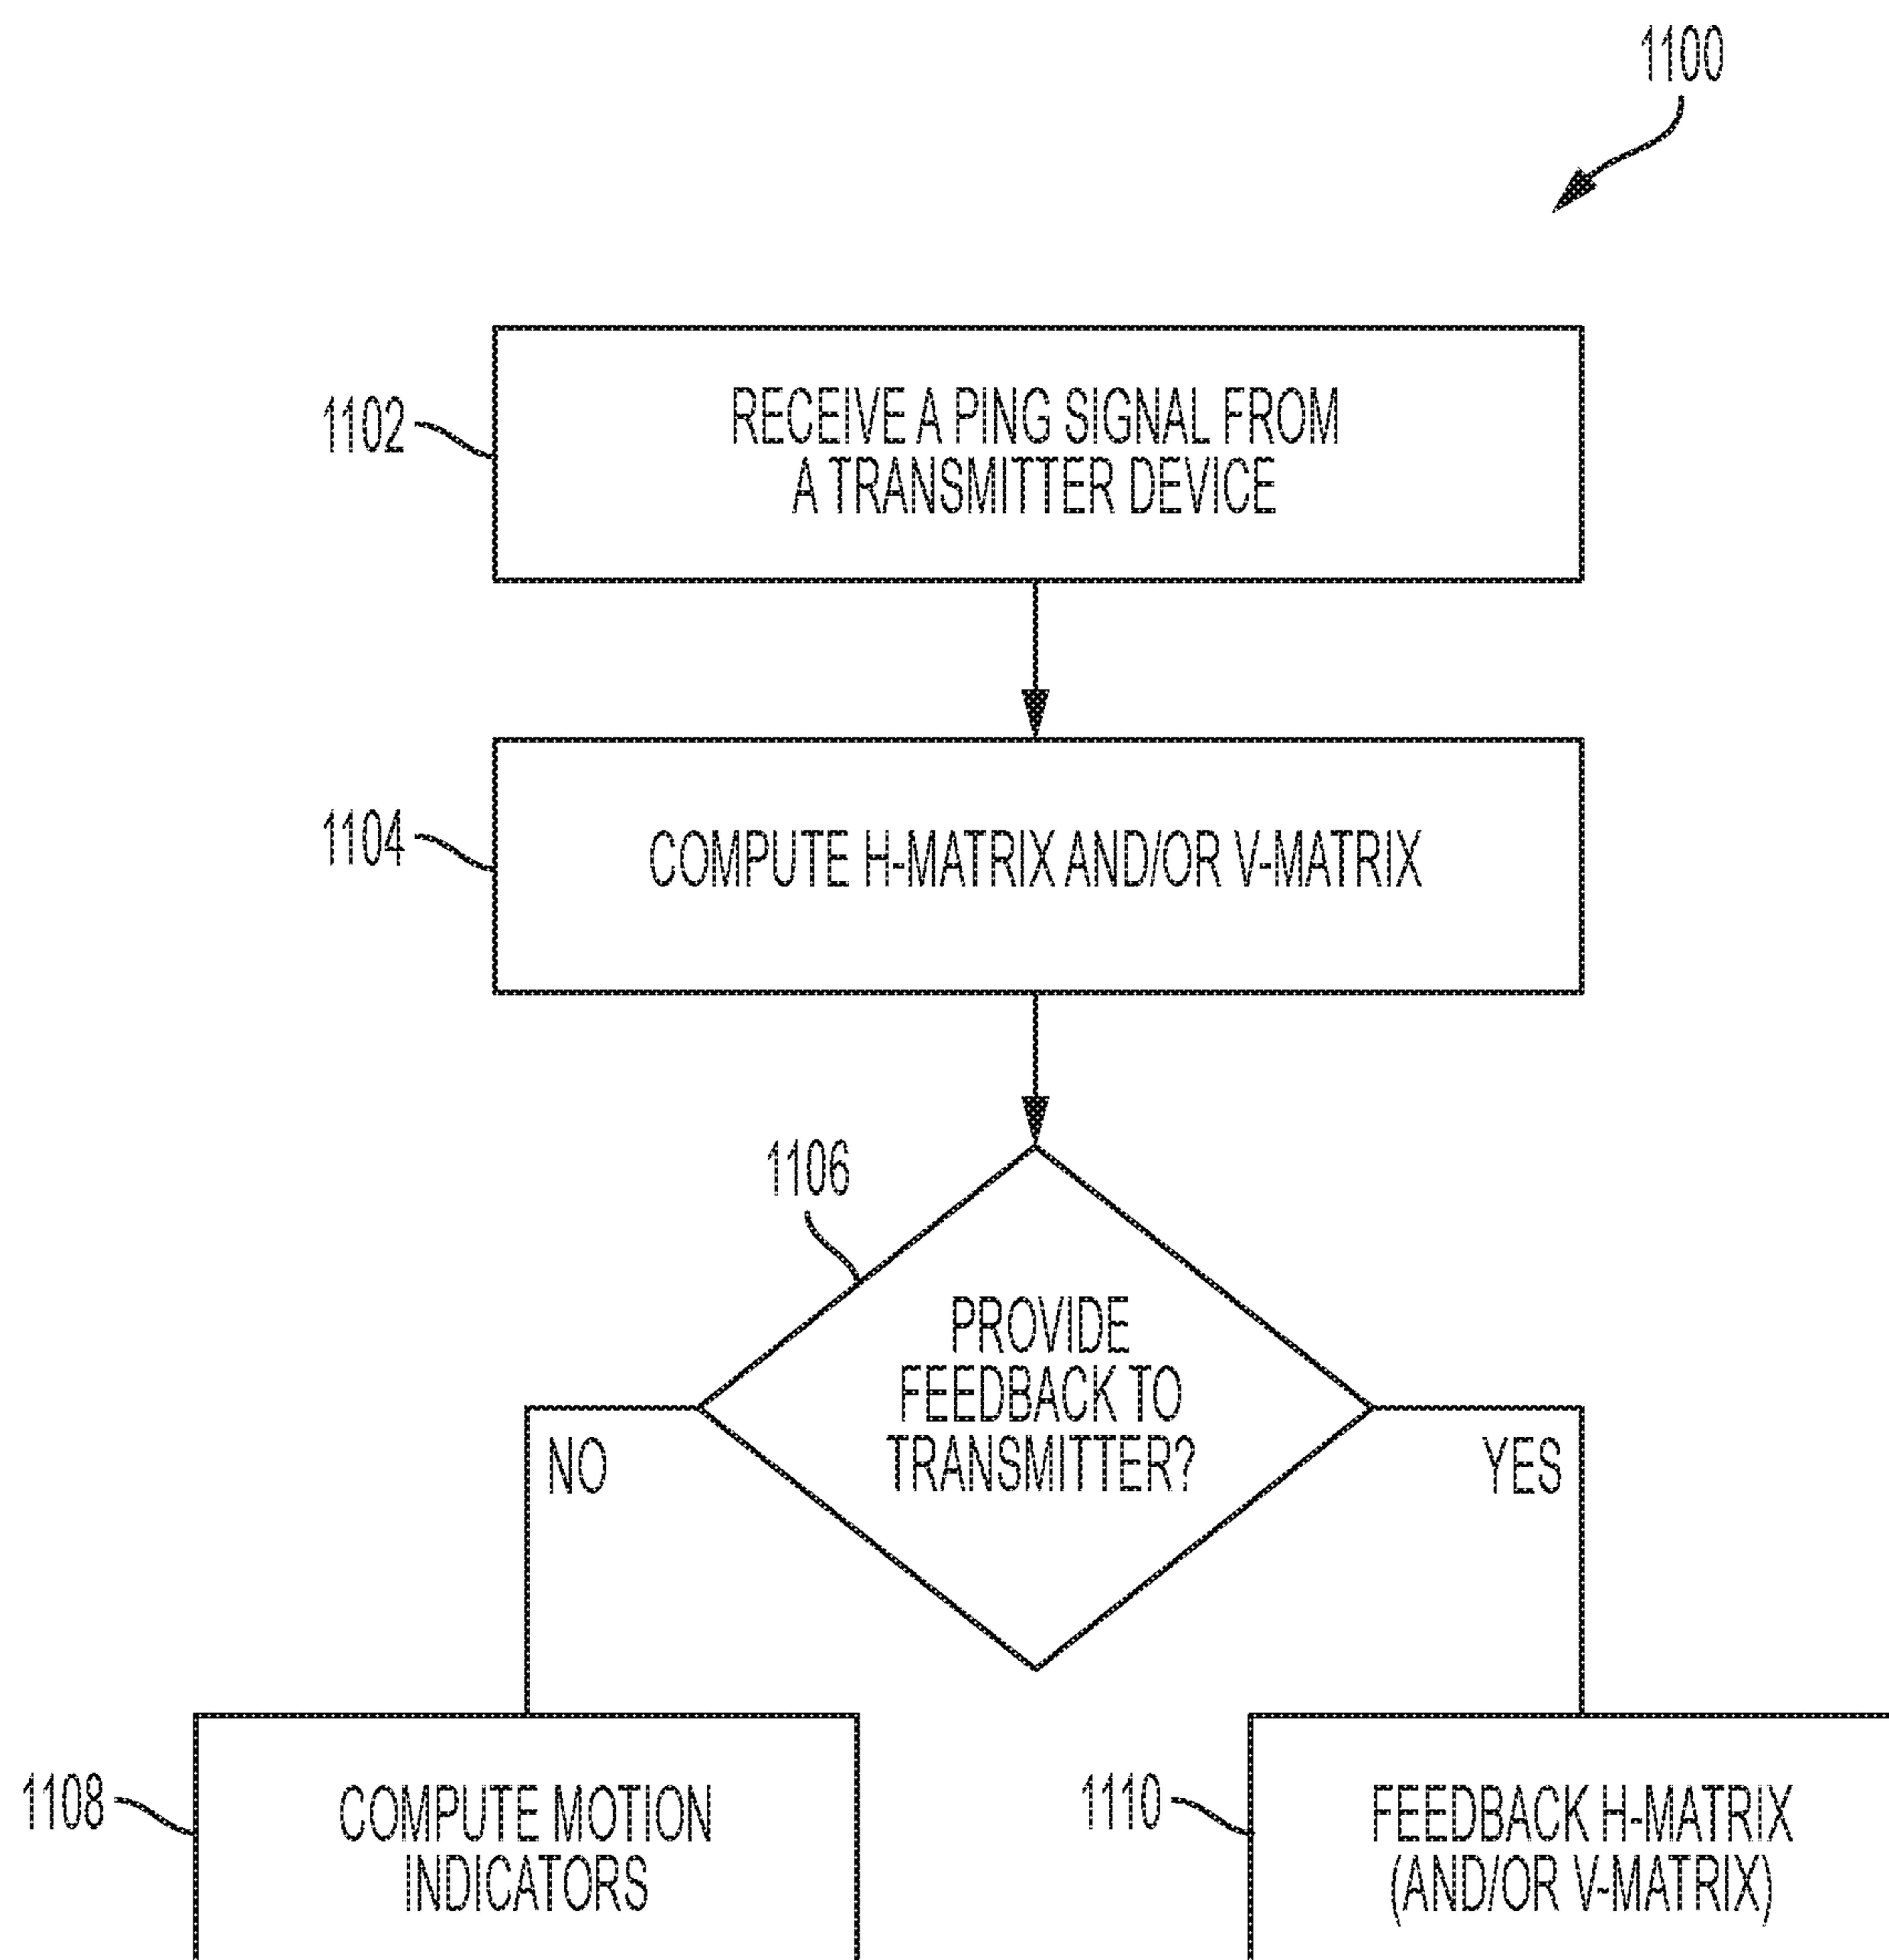 1100
1102
RECEIVE A PING SIGNAL FROM
A TRANSMITTER DEVICE
1104
COMPUTE H-MATRIX AND/OR V-MATRIX
1106
PROVIDE
FEEDBACK TO
TRANSMITTER?
NO
YES
1108
COMPUTE MOTION
INDICATORS
1110
FEEDBACK H-MATRIX
(AND/OR V-MATRIX)